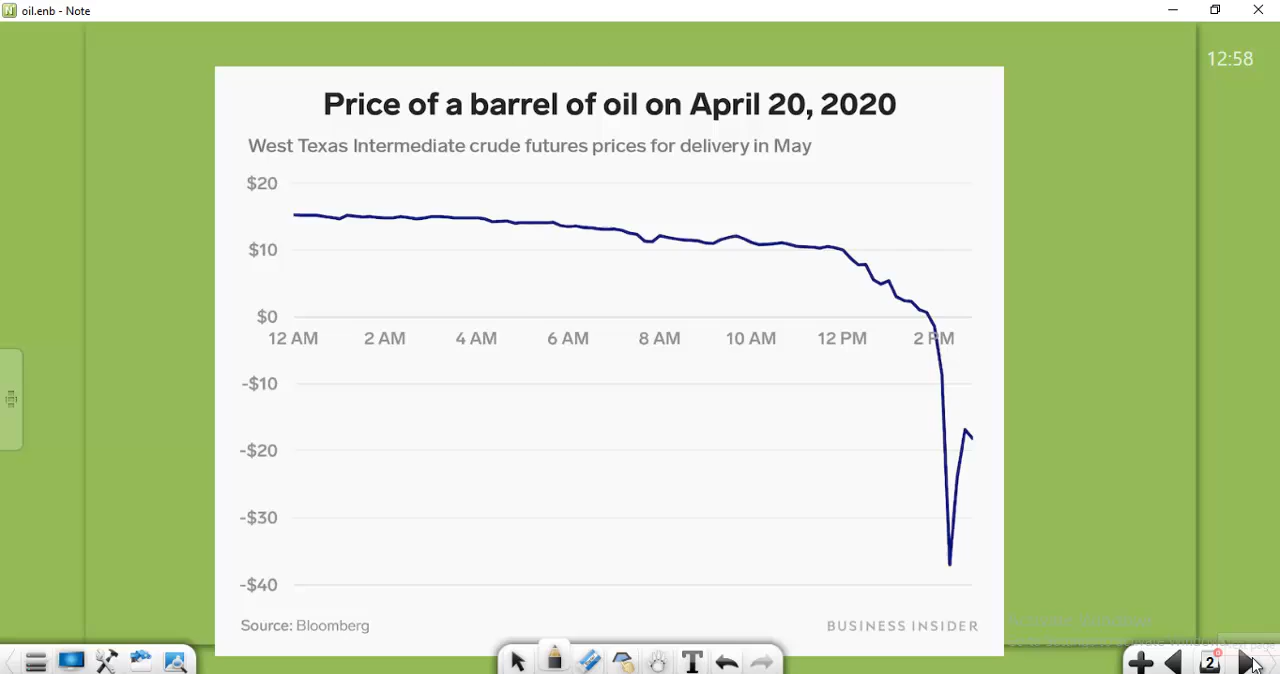 oil.enb - Note
12:58
Price of a barrel of oil on April 20, 2020
West Texas Intermediate crude futures prices for delivery in May
$20
$10
$0
12 AM 2 AM 4 AM 6 AM 8 AM 10 AM 12 PM 2 PM
-$10
-$20
-$30
-$40
Source: Bloomberg
BUSINESS INSIDER
T
2